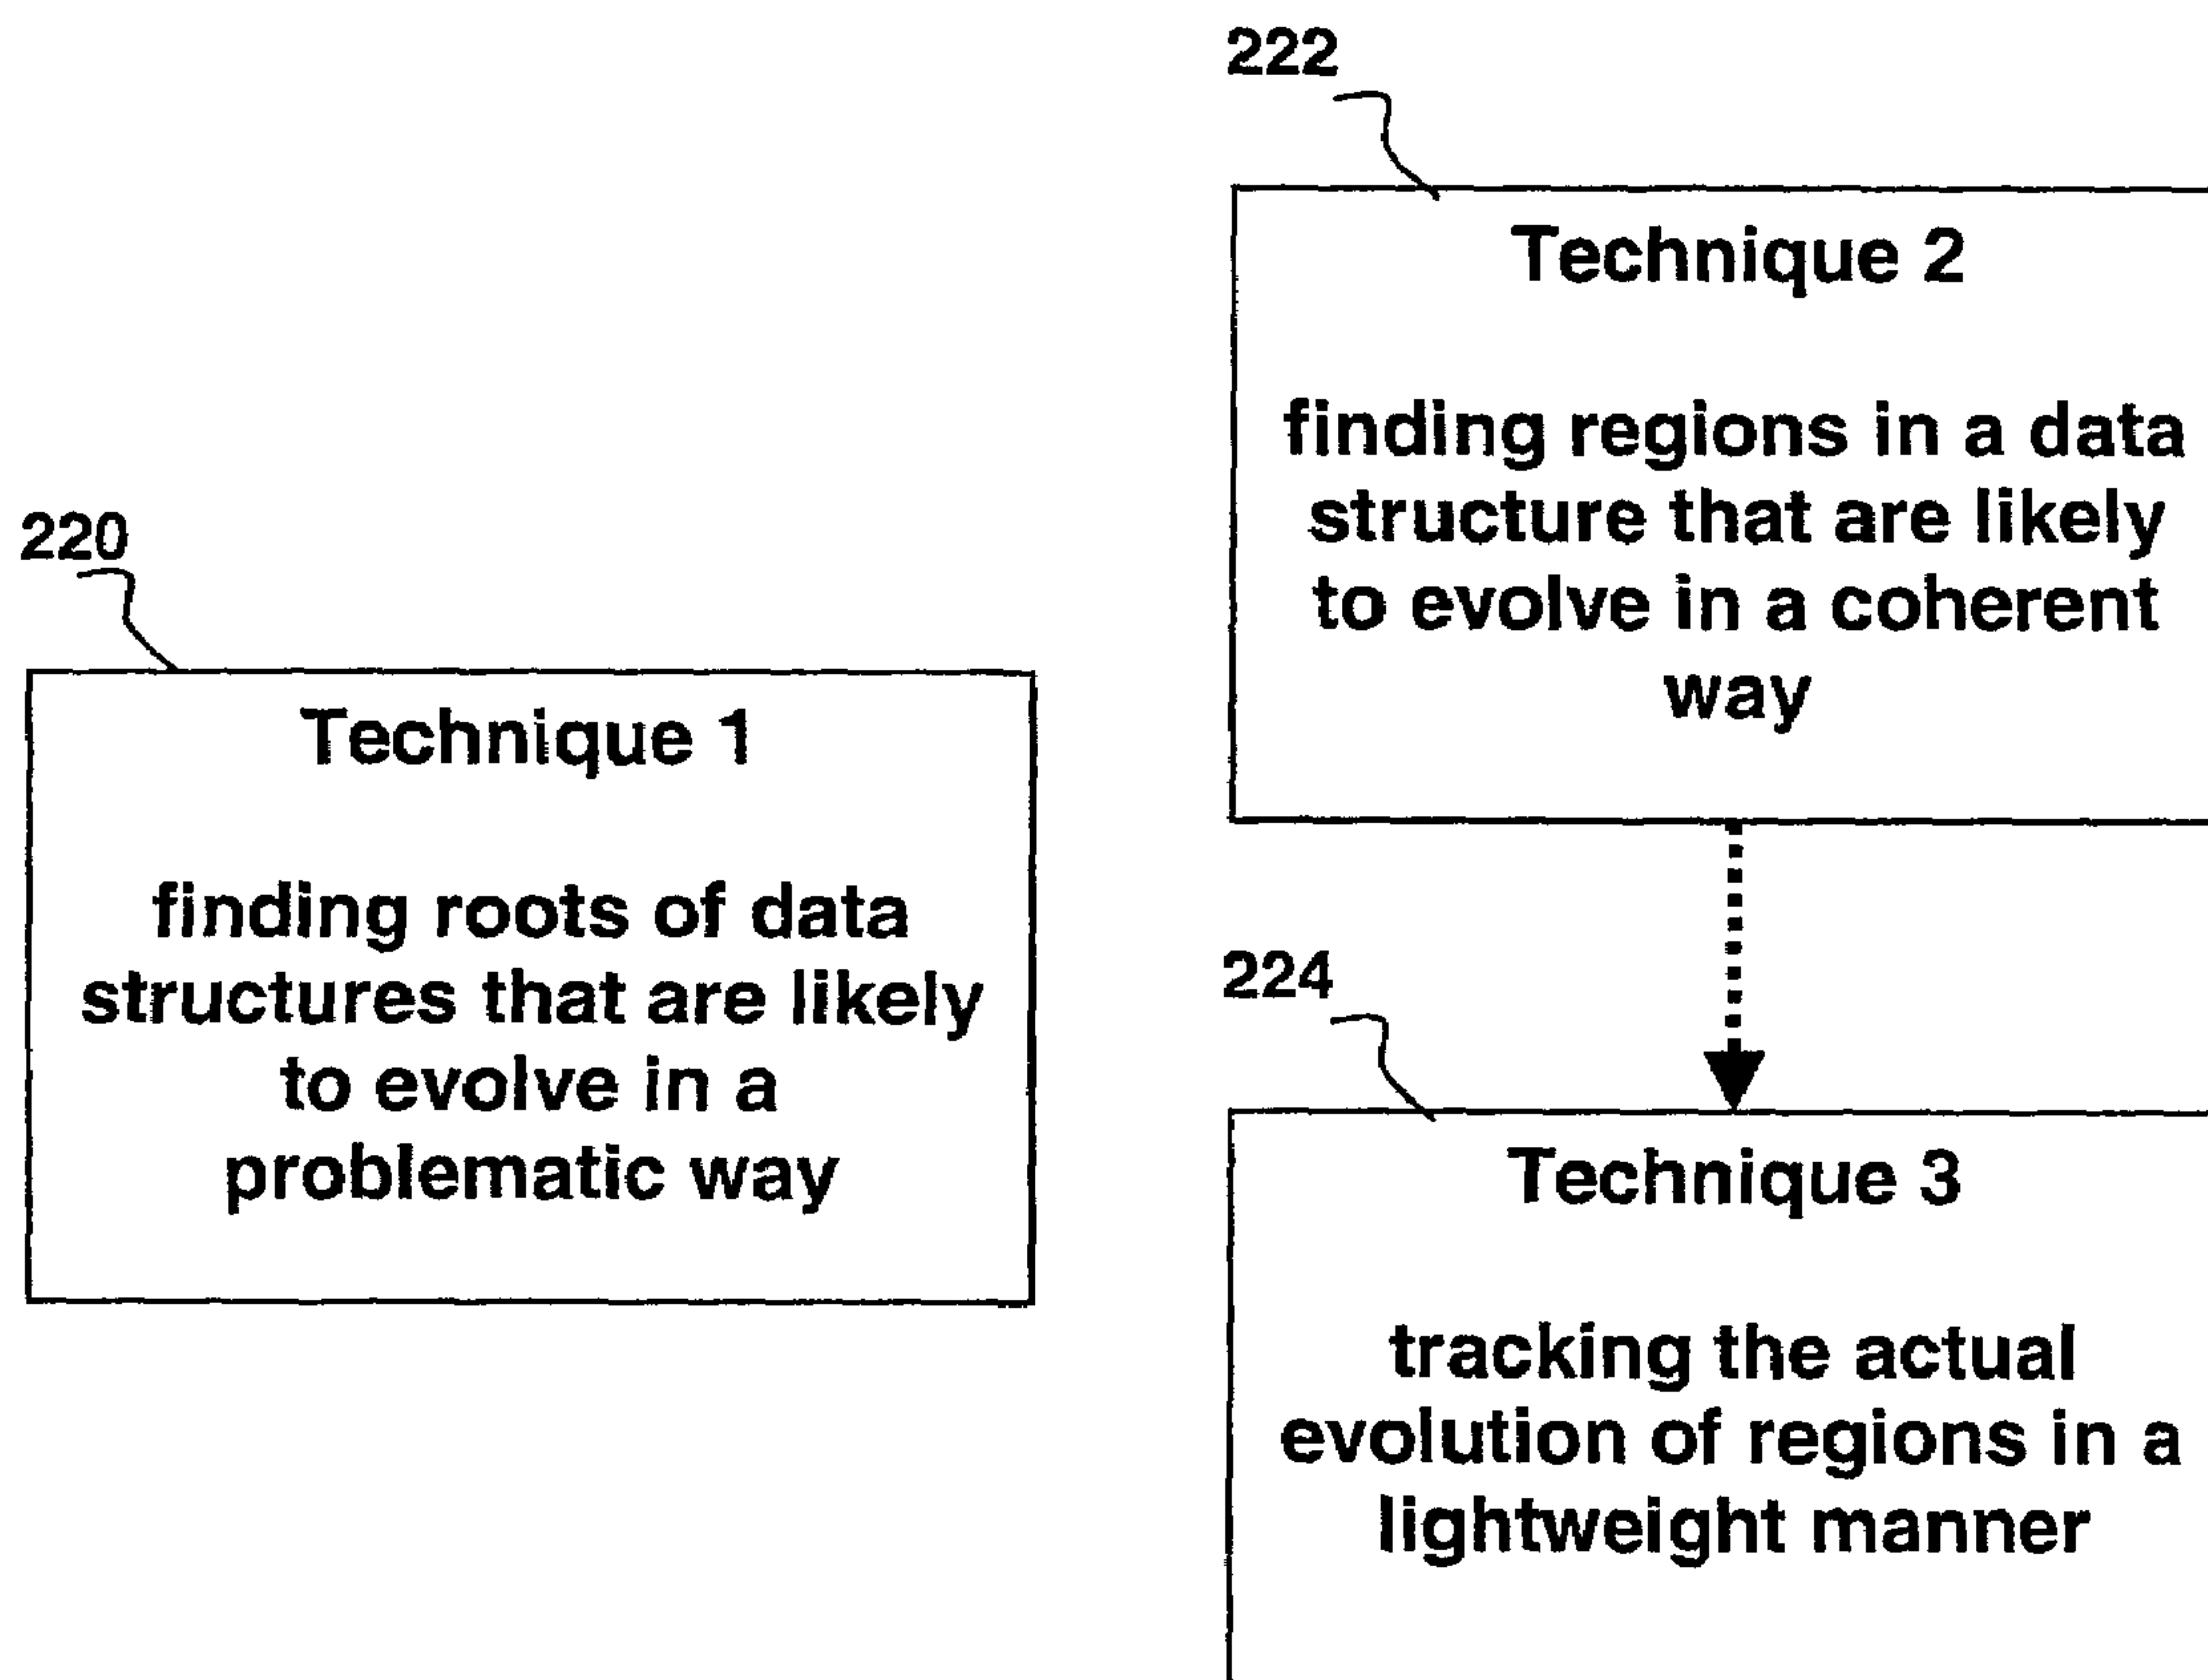 220
Technique 1
finding roots of data
structures that are likely
to evolve in a
problematic way
222
Technique 2
finding regions in a data
structure that are likely
to evolve in a coherent
way
224
Technique 3
tracking the actual
evolution of regions in a
lightweight manner